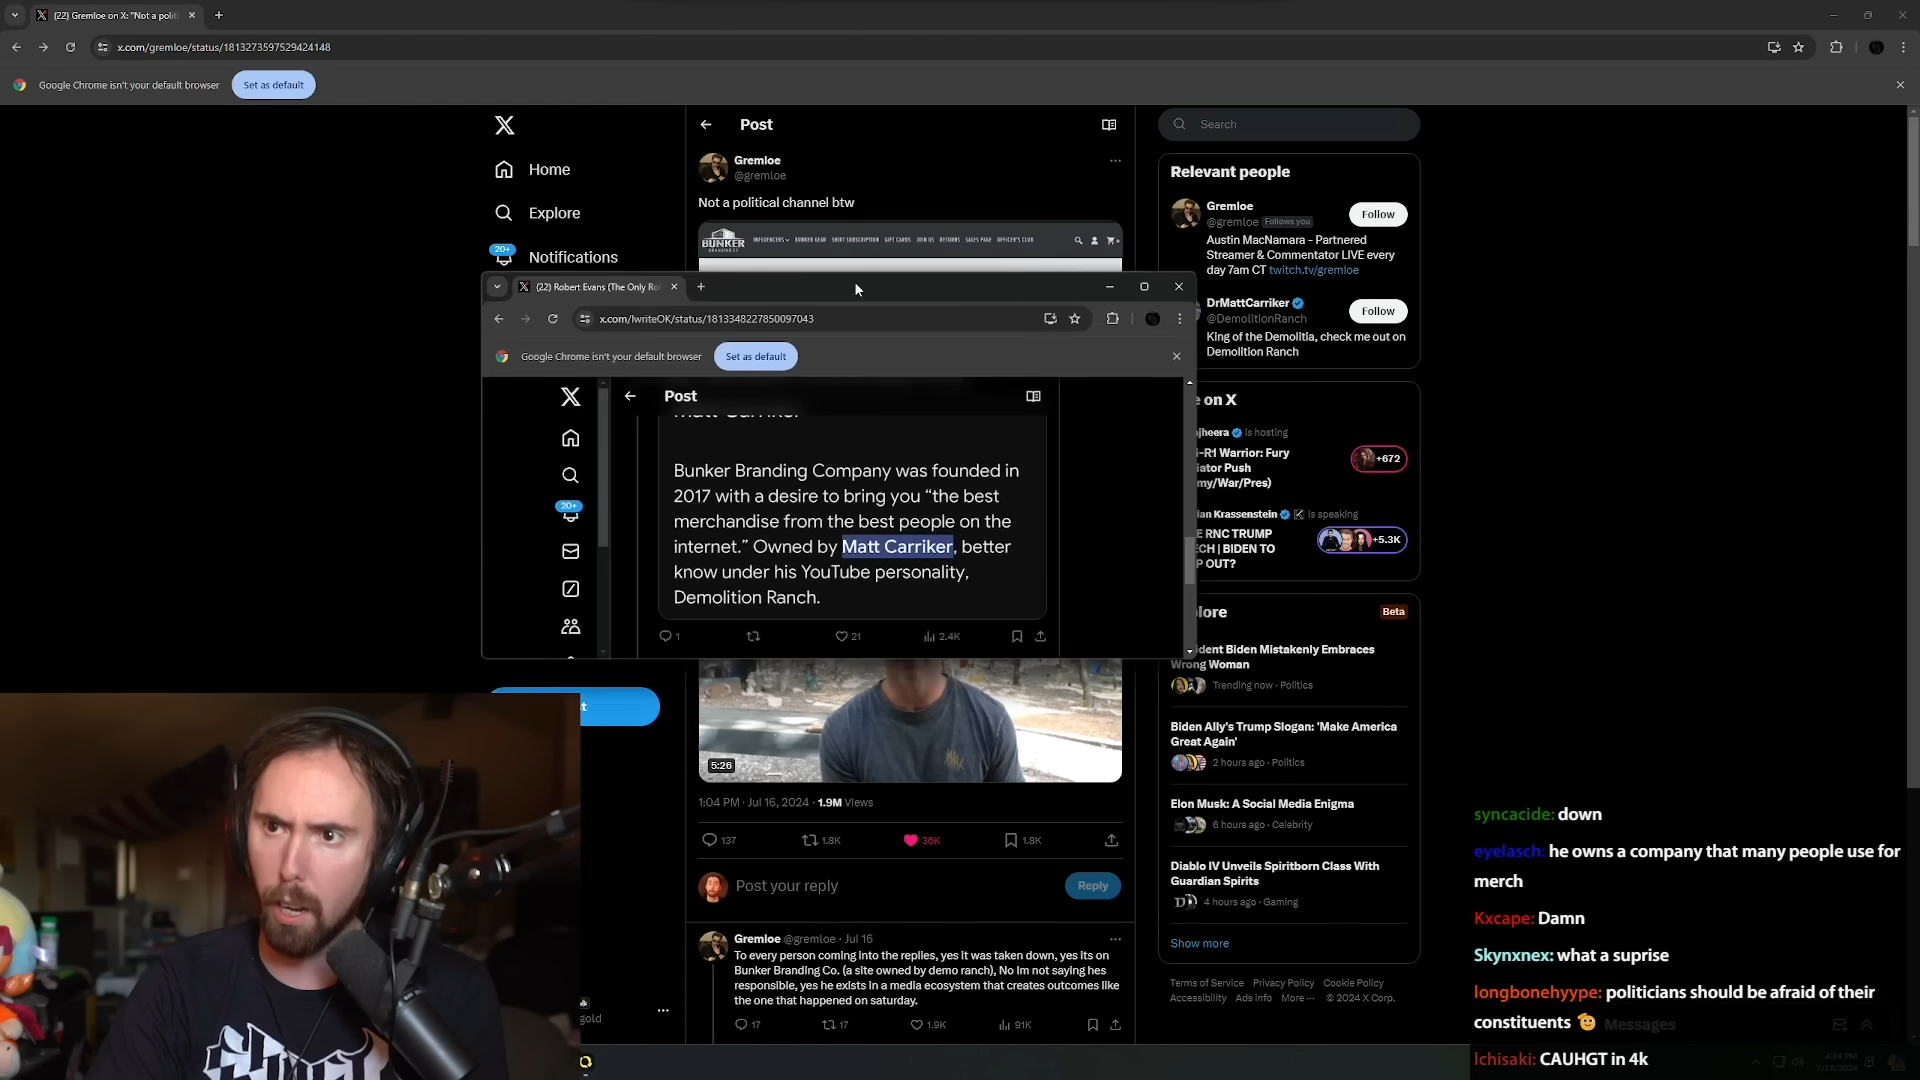 (22) Gremloe on X: "Not a politi
x.com/gremloe/status/1813273597529424148
Google Chrome isn't your default browser
Set as default
Post
Search
Home
Explore
20+
Notifications
Gremloe
@gremloe
Not a political channel btw
BUNKER
INFLUENCERS
BUNKER GEAR
SHIRT SUBSCRIPTION
GIFT CARDS
JOIN US
RETURNS
SALES PAGE
OFFICER'S CLUB
Relevant people
Gremloe
@gremloe Follows you
Follow
Austin MacNamara - Partnered
Streamer & Commentator LIVE every
day 7am CT twitch.tv/gremloe
DrMattCarriker
@DemolitionRanch
Follow
King of the Demolitia, check me out on
Demolition Ranch
(22) Robert Evans (The Only Ro
x.com/IwriteOK/status/1813348227850097043
Google Chrome isn't your default browser
Set as default
Post
20+
Matt Carriker
Bunker Branding Company was founded in
2017 with a desire to bring you “the best
merchandise from the best people on the
internet.” Owned by Matt Carriker, better
know under his YouTube personality,
Demolition Ranch.
1
21
2.4K
e on X
jheera is hosting
i-R1 Warrior: Fury
iator Push
my/War/Pres)
+672
ian Krassenstein is speaking
E RNC TRUMP
ECH | BIDEN TO
P OUT?
+5.3K
lore
Beta
ident Biden Mistakenly Embraces
Wrong Woman
Trending now · Politics
Biden Ally's Trump Slogan: 'Make America
Great Again'
2 hours ago · Politics
Elon Musk: A Social Media Enigma
6 hours ago · Celebrity
Diablo IV Unveils Spiritborn Class With
Guardian Spirits
4 hours ago · Gaming
Show more
Terms of Service Privacy Policy Cookie Policy
Accessibility Ads info More ··· © 2024 X Corp.
st
5:26
1:04 PM · Jul 16, 2024 · 1.9M Views
137
1.8K
36K
1.8K
Post your reply
Reply
Gremloe @gremloe · Jul 16
To every person coming into the replies, yes it was taken down, yes its on
Bunker Branding Co. (a site owned by demo ranch), No Im not saying hes
responsible, yes he exists in a media ecosystem that creates outcomes like
the one that happened on saturday.
17
17
1.9K
91K
gold
syncacide: down
eyelasch: he owns a company that many people use for
merch
Kxcape: Damn
Skynxnex: what a suprise
longbonehyype: politicians should be afraid of their
constituents
Messages
Ichisaki: CAUHGT in 4k
4:24 PM
7/18/2024